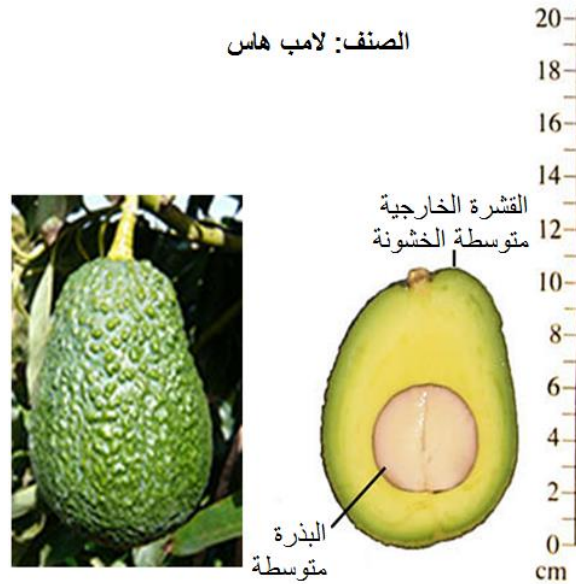 الصنف: لامب هاس
القشرة الخارجية
متوسطة الخشونة
البذرة
متوسطة
20
18
16
14
12
10
8
6
4
2
0
cm